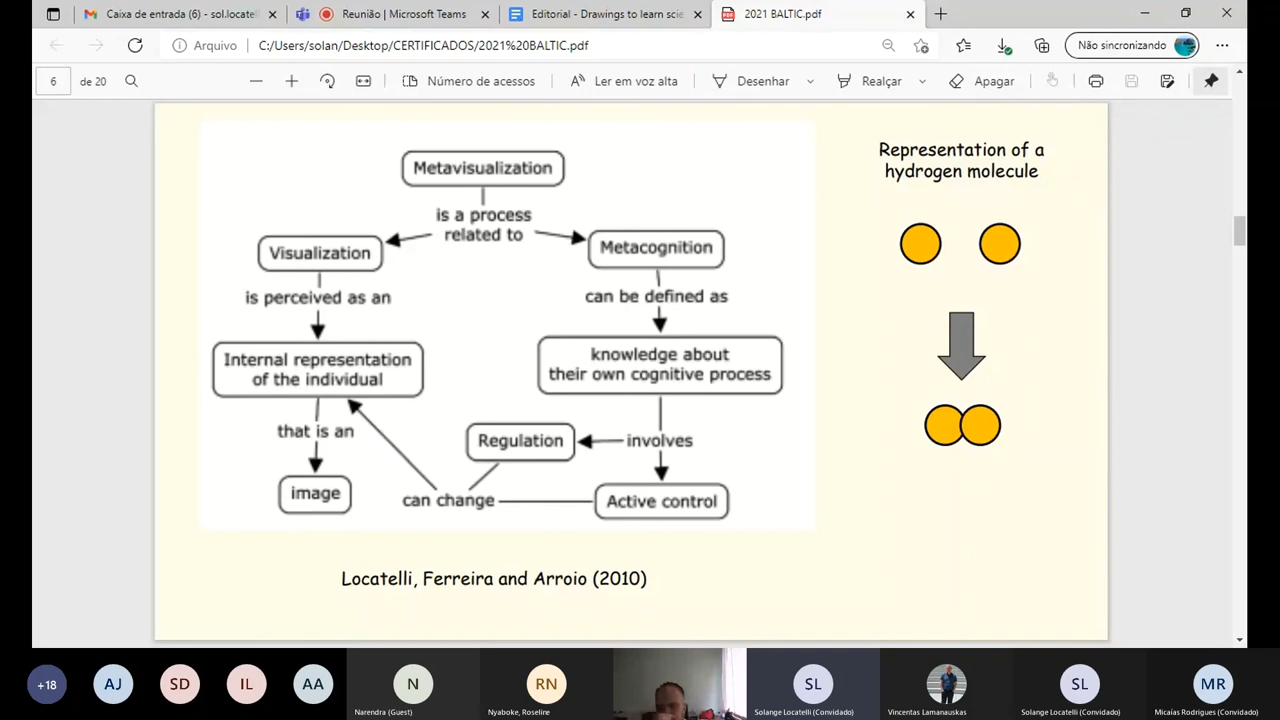 Caixa de entrada (6) - sol.locatel
Reunião | Microsoft Teams
Editorial - Drawings to learn scie
2021 BALTIC.pdf
Arquivo
C:/Users/solan/Desktop/CERTIFICADOS/2021%20BALTIC.pdf
Não sincronizando
6
de 20
Número de acessos
Ler em voz alta
Desenhar
Realçar
Apagar
Metavisualization
is a process
related to
Visualization
Metacognition
is perceived as an
can be defined as
Internal representation
of the individual
knowledge about
their own cognitive process
that is an
Regulation
involves
image
can change
Active control
Locatelli, Ferreira and Arroio (2010)
Representation of a
hydrogen molecule
+18
AJ
SD
IL
AA
N
Narendra (Guest)
RN
Nyaboke, Roseline
SL
Solange Locatelli (Convidado)
Vincentas Lamanauskas
SL
Solange Locatelli (Convidado)
MR
Micaías Rodrigues (Convidado)